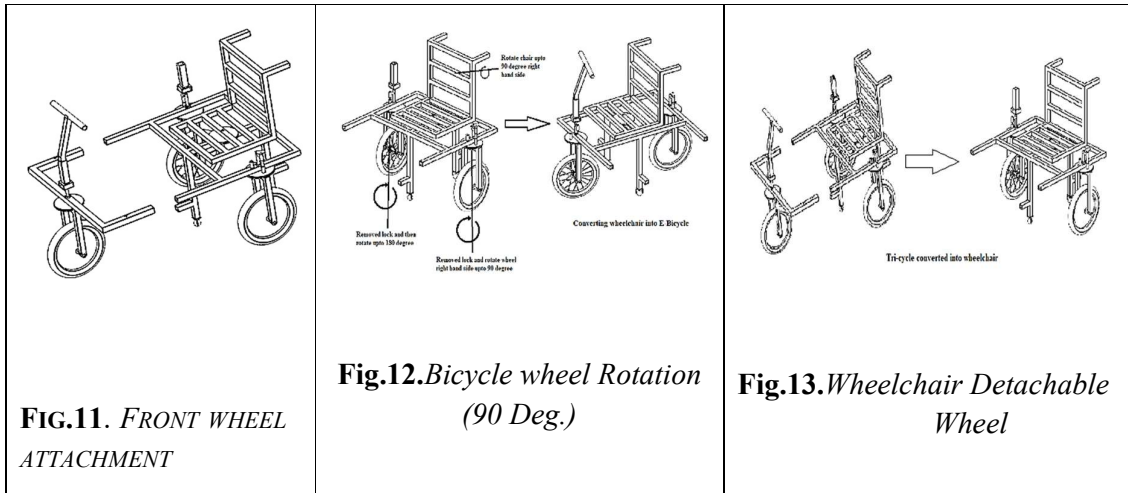 Rotate chair upto
90-degree right
hand side
Removed lock and then
rotate upto 180 degree
Removed lock and rotate wheel
right hand side upto 90 degree
Converting wheelchair into E-Bicycle
Tri-cycle converted into wheelchair
FIG.11. FRONT WHEEL
ATTACHMENT
Fig.12.Bicycle wheel Rotation
(90 Deg.)
Fig.13.Wheelchair Detachable
Wheel